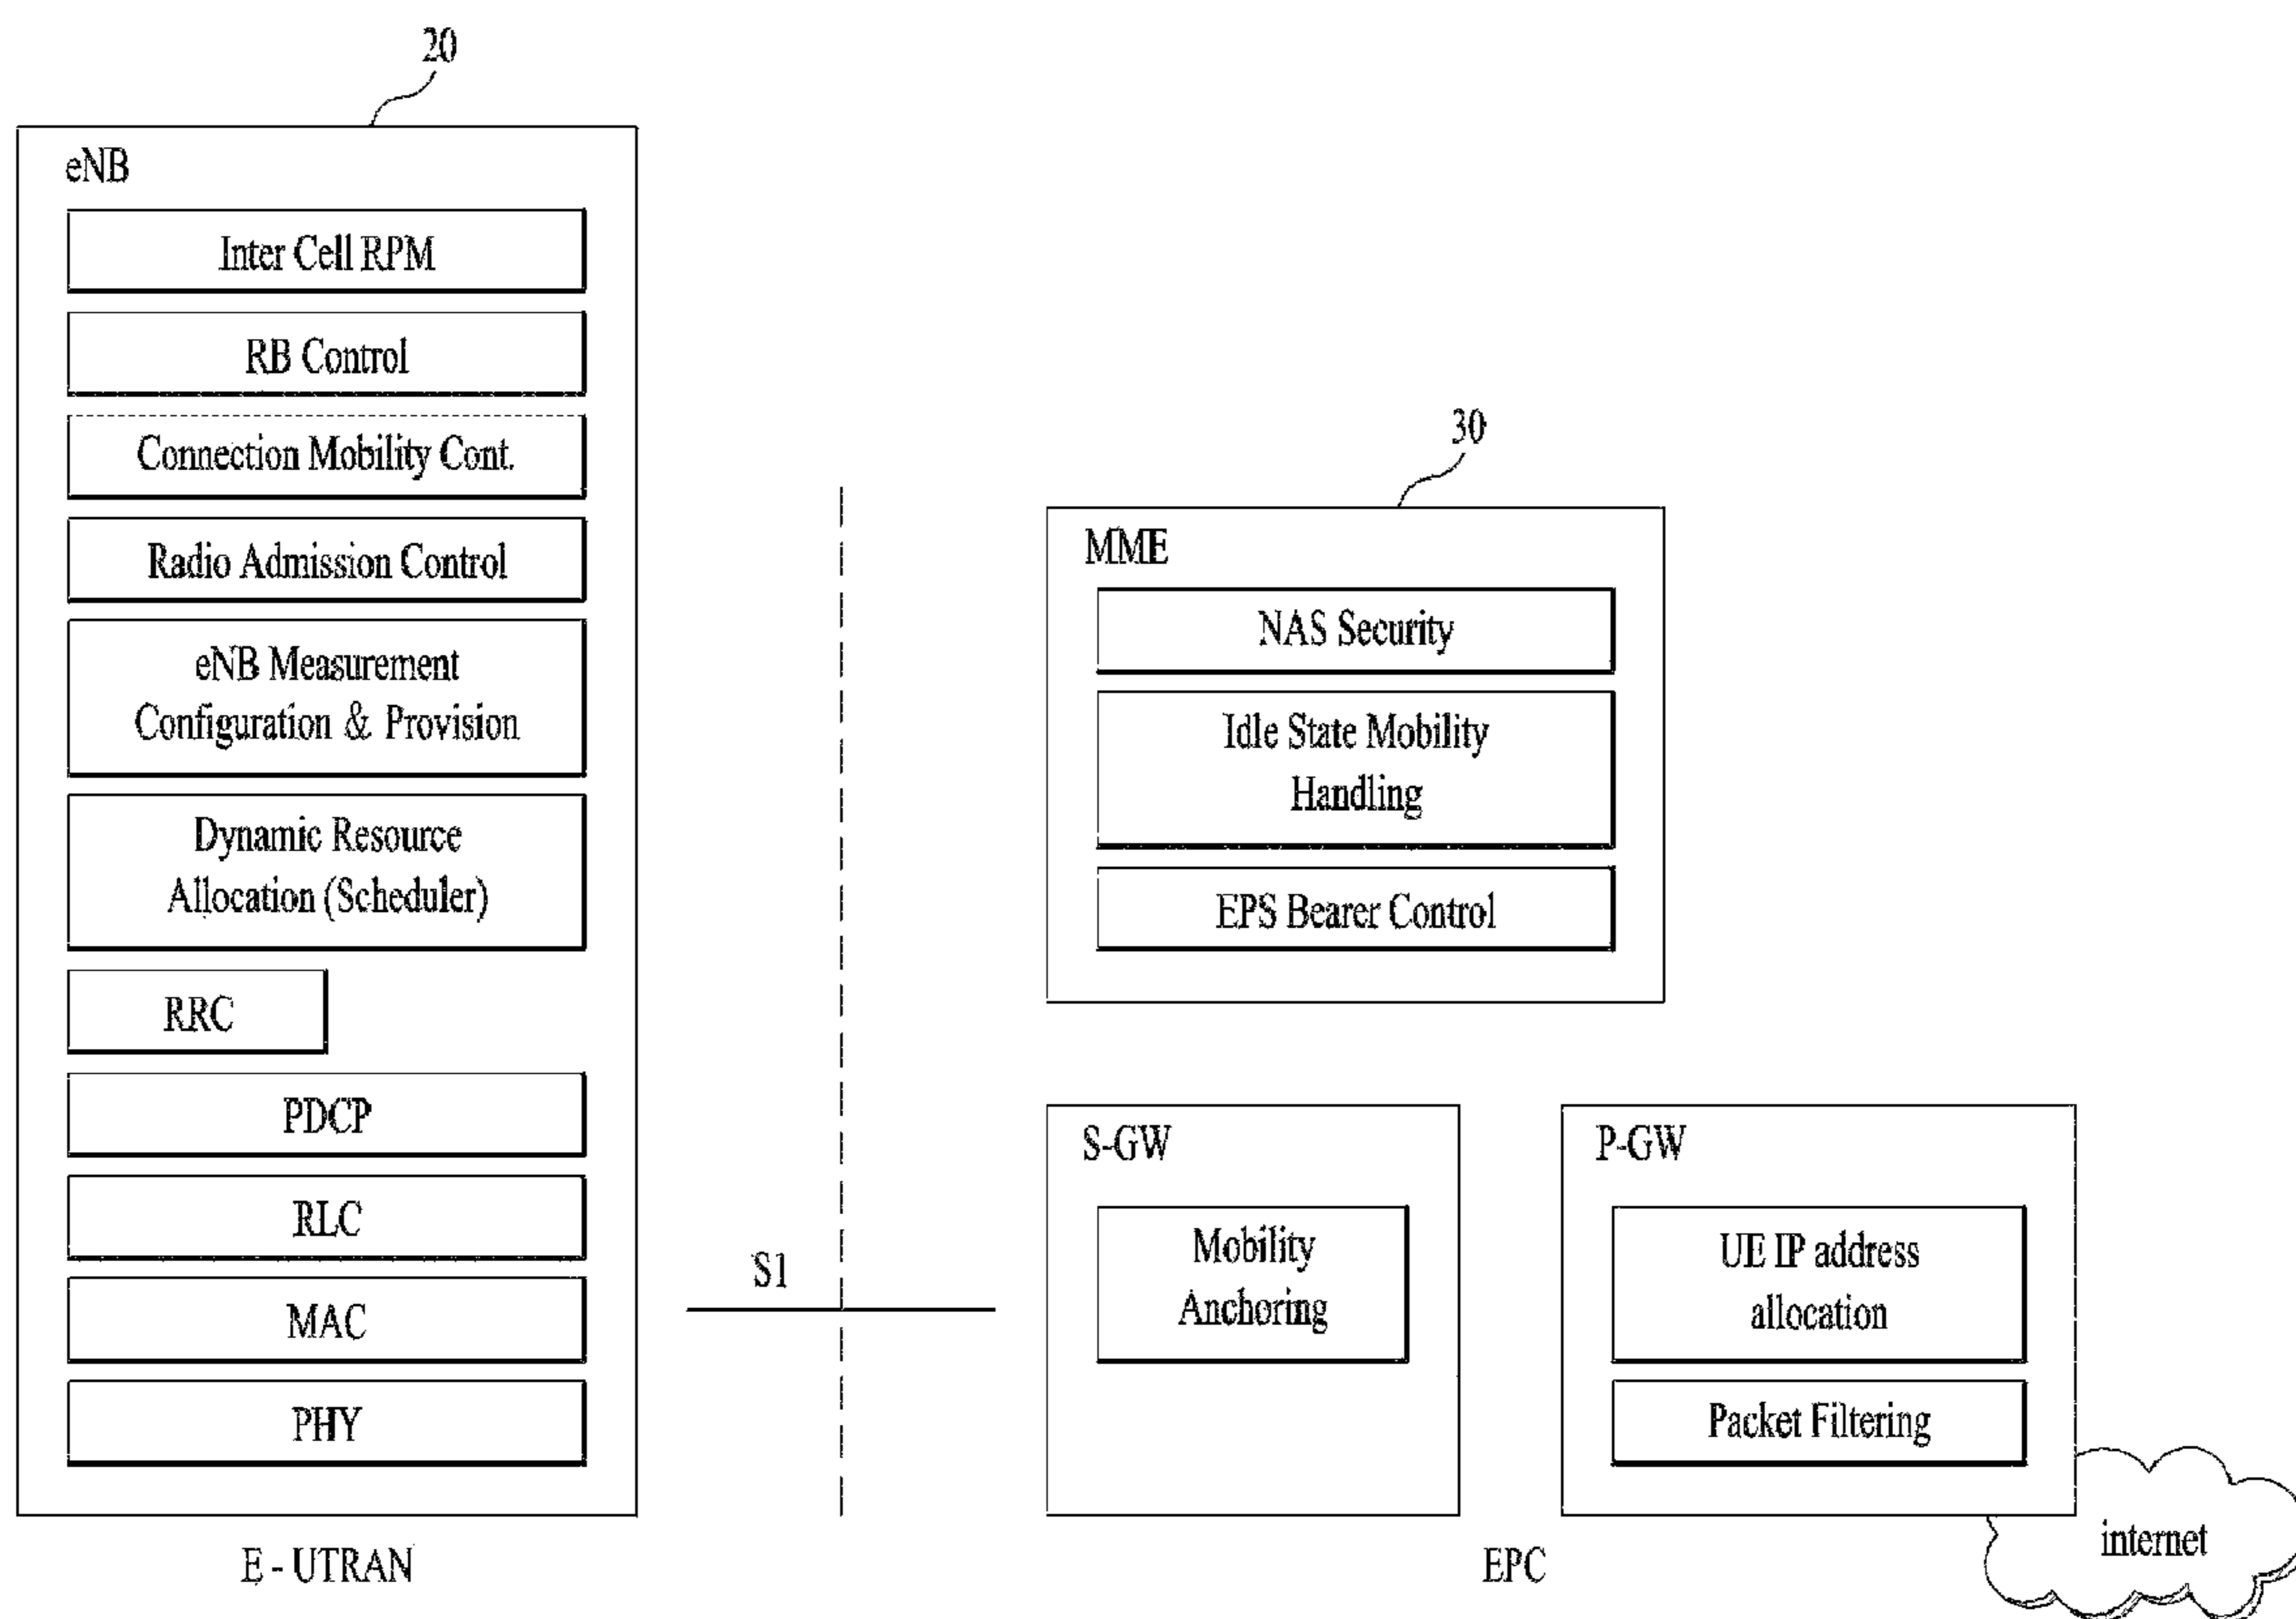 20
eNB
Inter Cell RPM
RB Control
Connection Mobility Cont.
Radio Admission Control
eNB Measurement
Configuration & Provision
Dynamic Resource
Allocation (Scheduler)
RRC
PDCP
RLC
MAC
PHY
E - UTRAN
S1
30
MME
NAS Security
Idle State Mobility
Handling
EPS Bearer Control
S-GW
Mobility
Anchoring
P-GW
UE IP address
allocation
Packet Filtering
internet
EPC